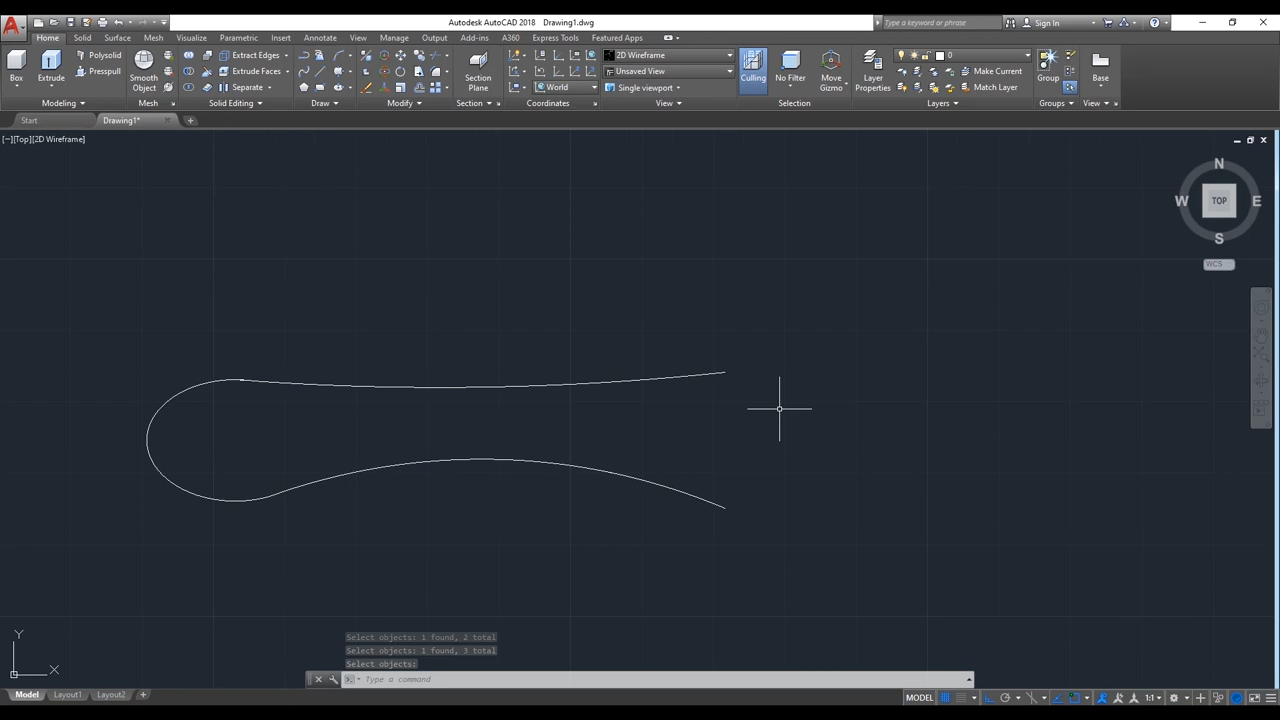 Autodesk AutoCAD 2018 Drawing1.dwg
Type a keyword or phrase
Sign In
Home Solid Surface Mesh Visualize Parametric Insert Annotate View Manage Output Add-ins A360 Express Tools Featured Apps
Box
Extrude
Polysolid
Presspull
Smooth Object
Extract Edges
Extrude Faces
Separate
Section Plane
World
2D Wireframe
Unsaved View
Single viewport
Culling
No Filter
Move Gizmo
Layer Properties
0
Make Current
Match Layer
Group
Base
Modeling Mesh Solid Editing Draw Modify Section Coordinates View Selection Layers Groups View
Start Drawing1*
[−][Top][2D Wireframe]
N
W TOP E
S
WCS
Y
X
Select objects: 1 found, 2 total
Select objects: 1 found, 3 total
Select objects:
Type a command
Model Layout1 Layout2
MODEL 1:1